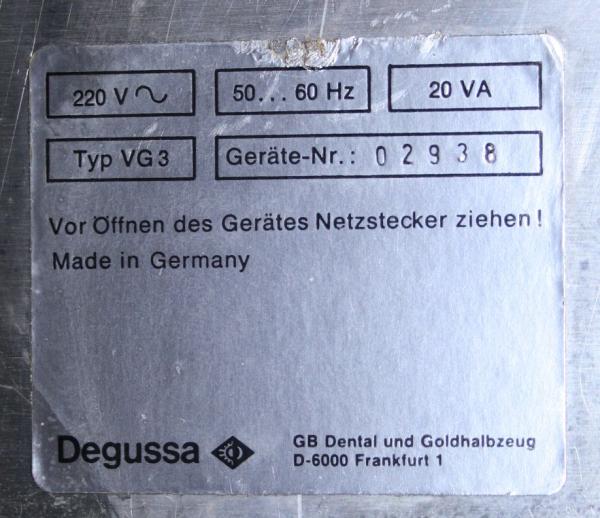 220 V ~ 50... 60 Hz 20 VA
Typ VG3 Geräte-Nr.: 02938
Vor Öffnen des Gerätes Netzstecker ziehen!
Made in Germany
Degussa
GB Dental und Goldhalbzeug
D-6000 Frankfurt 1